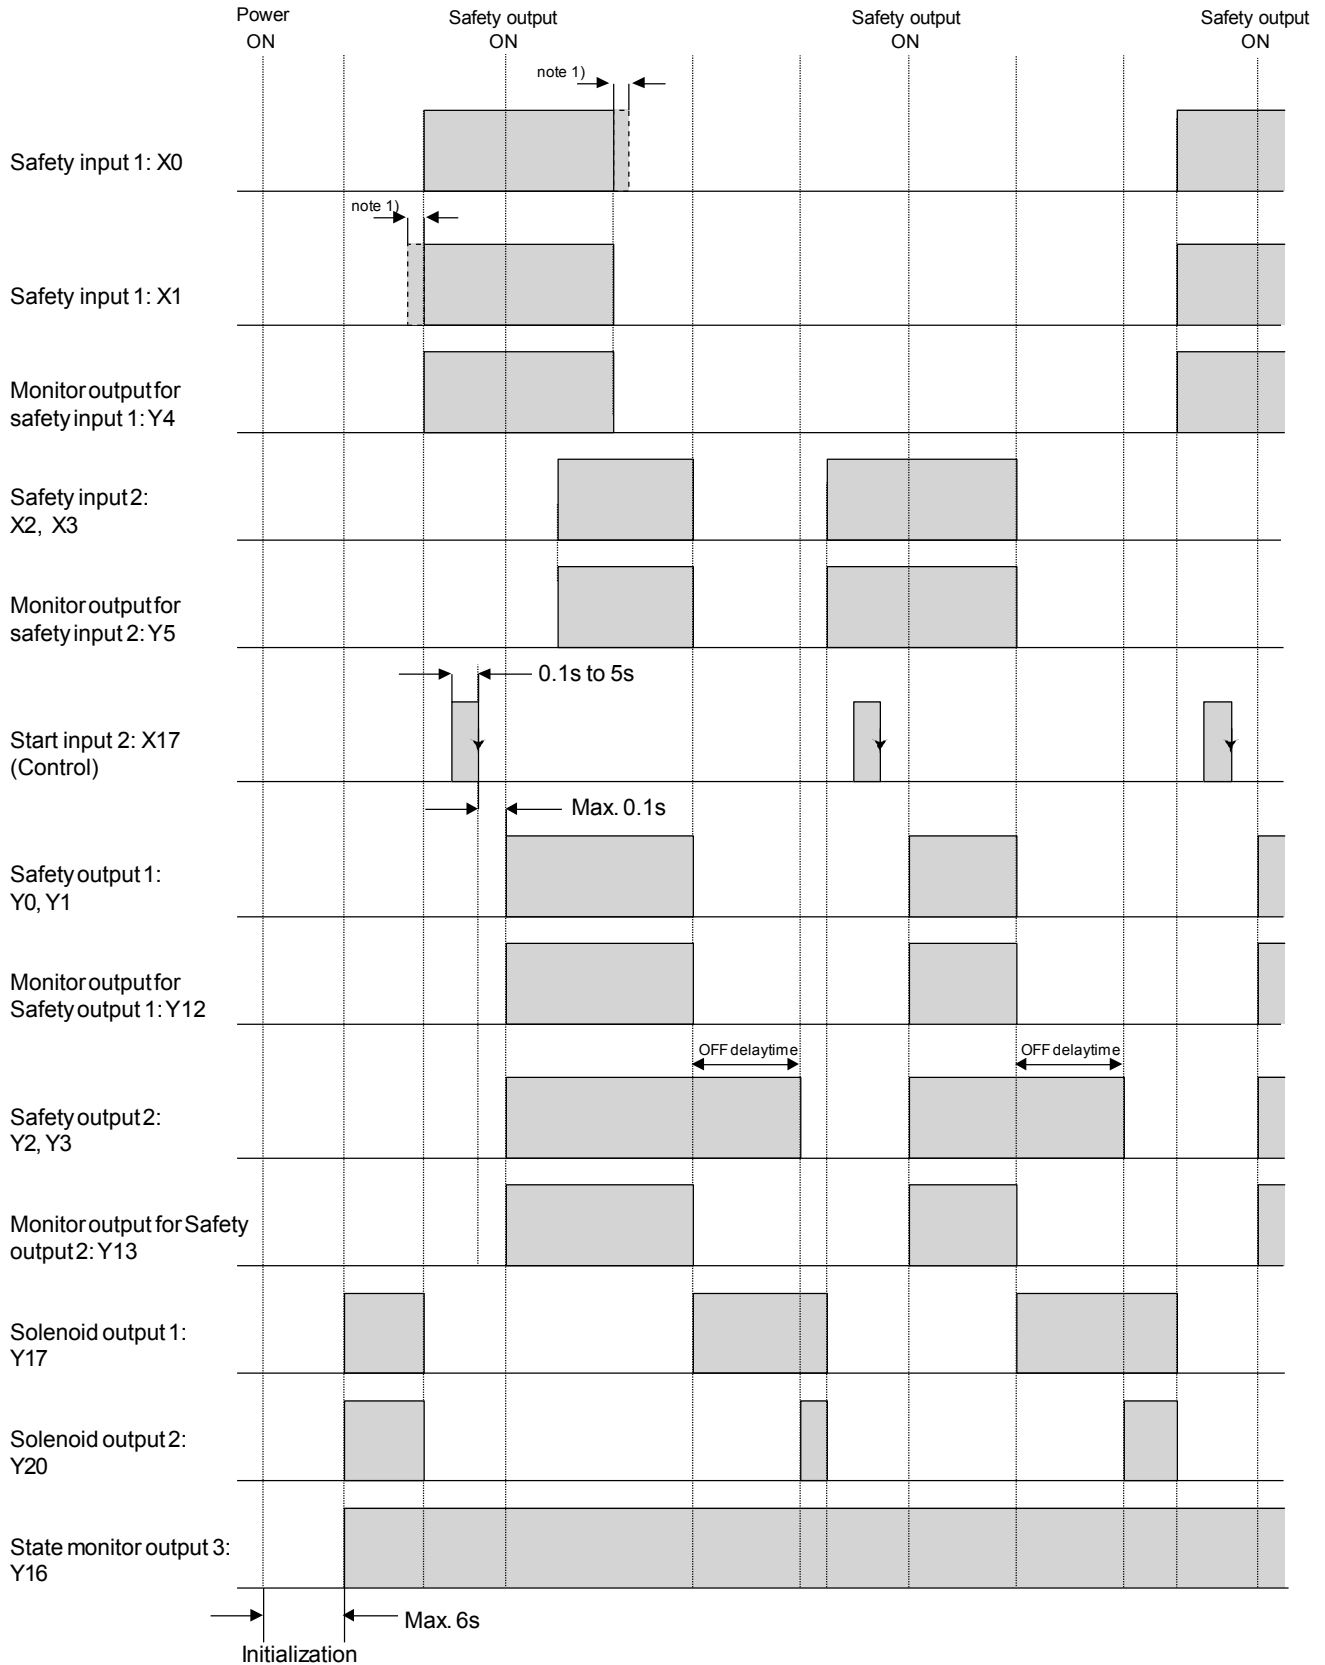 Power
ON
Safety output
ON
Safety output
ON
Safety output
ON
note 1)
Safety input 1: X0
note 1)
Safety input 1: X1
Monitor output for
safety input 1: Y4
Safety input 2:
X2, X3
Monitor output for
safety input 2: Y5
0.1s to 5s
Start input 2: X17
(Control)
Max. 0.1s
Safety output 1:
Y0, Y1
Monitor output for
Safety output 1: Y12
OFF delay time
OFF delay time
Safety output 2:
Y2, Y3
Monitor output for Safety
output 2: Y13
Solenoid output 1:
Y17
Solenoid output 2:
Y20
State monitor output 3:
Y16
Max. 6s
Initialization